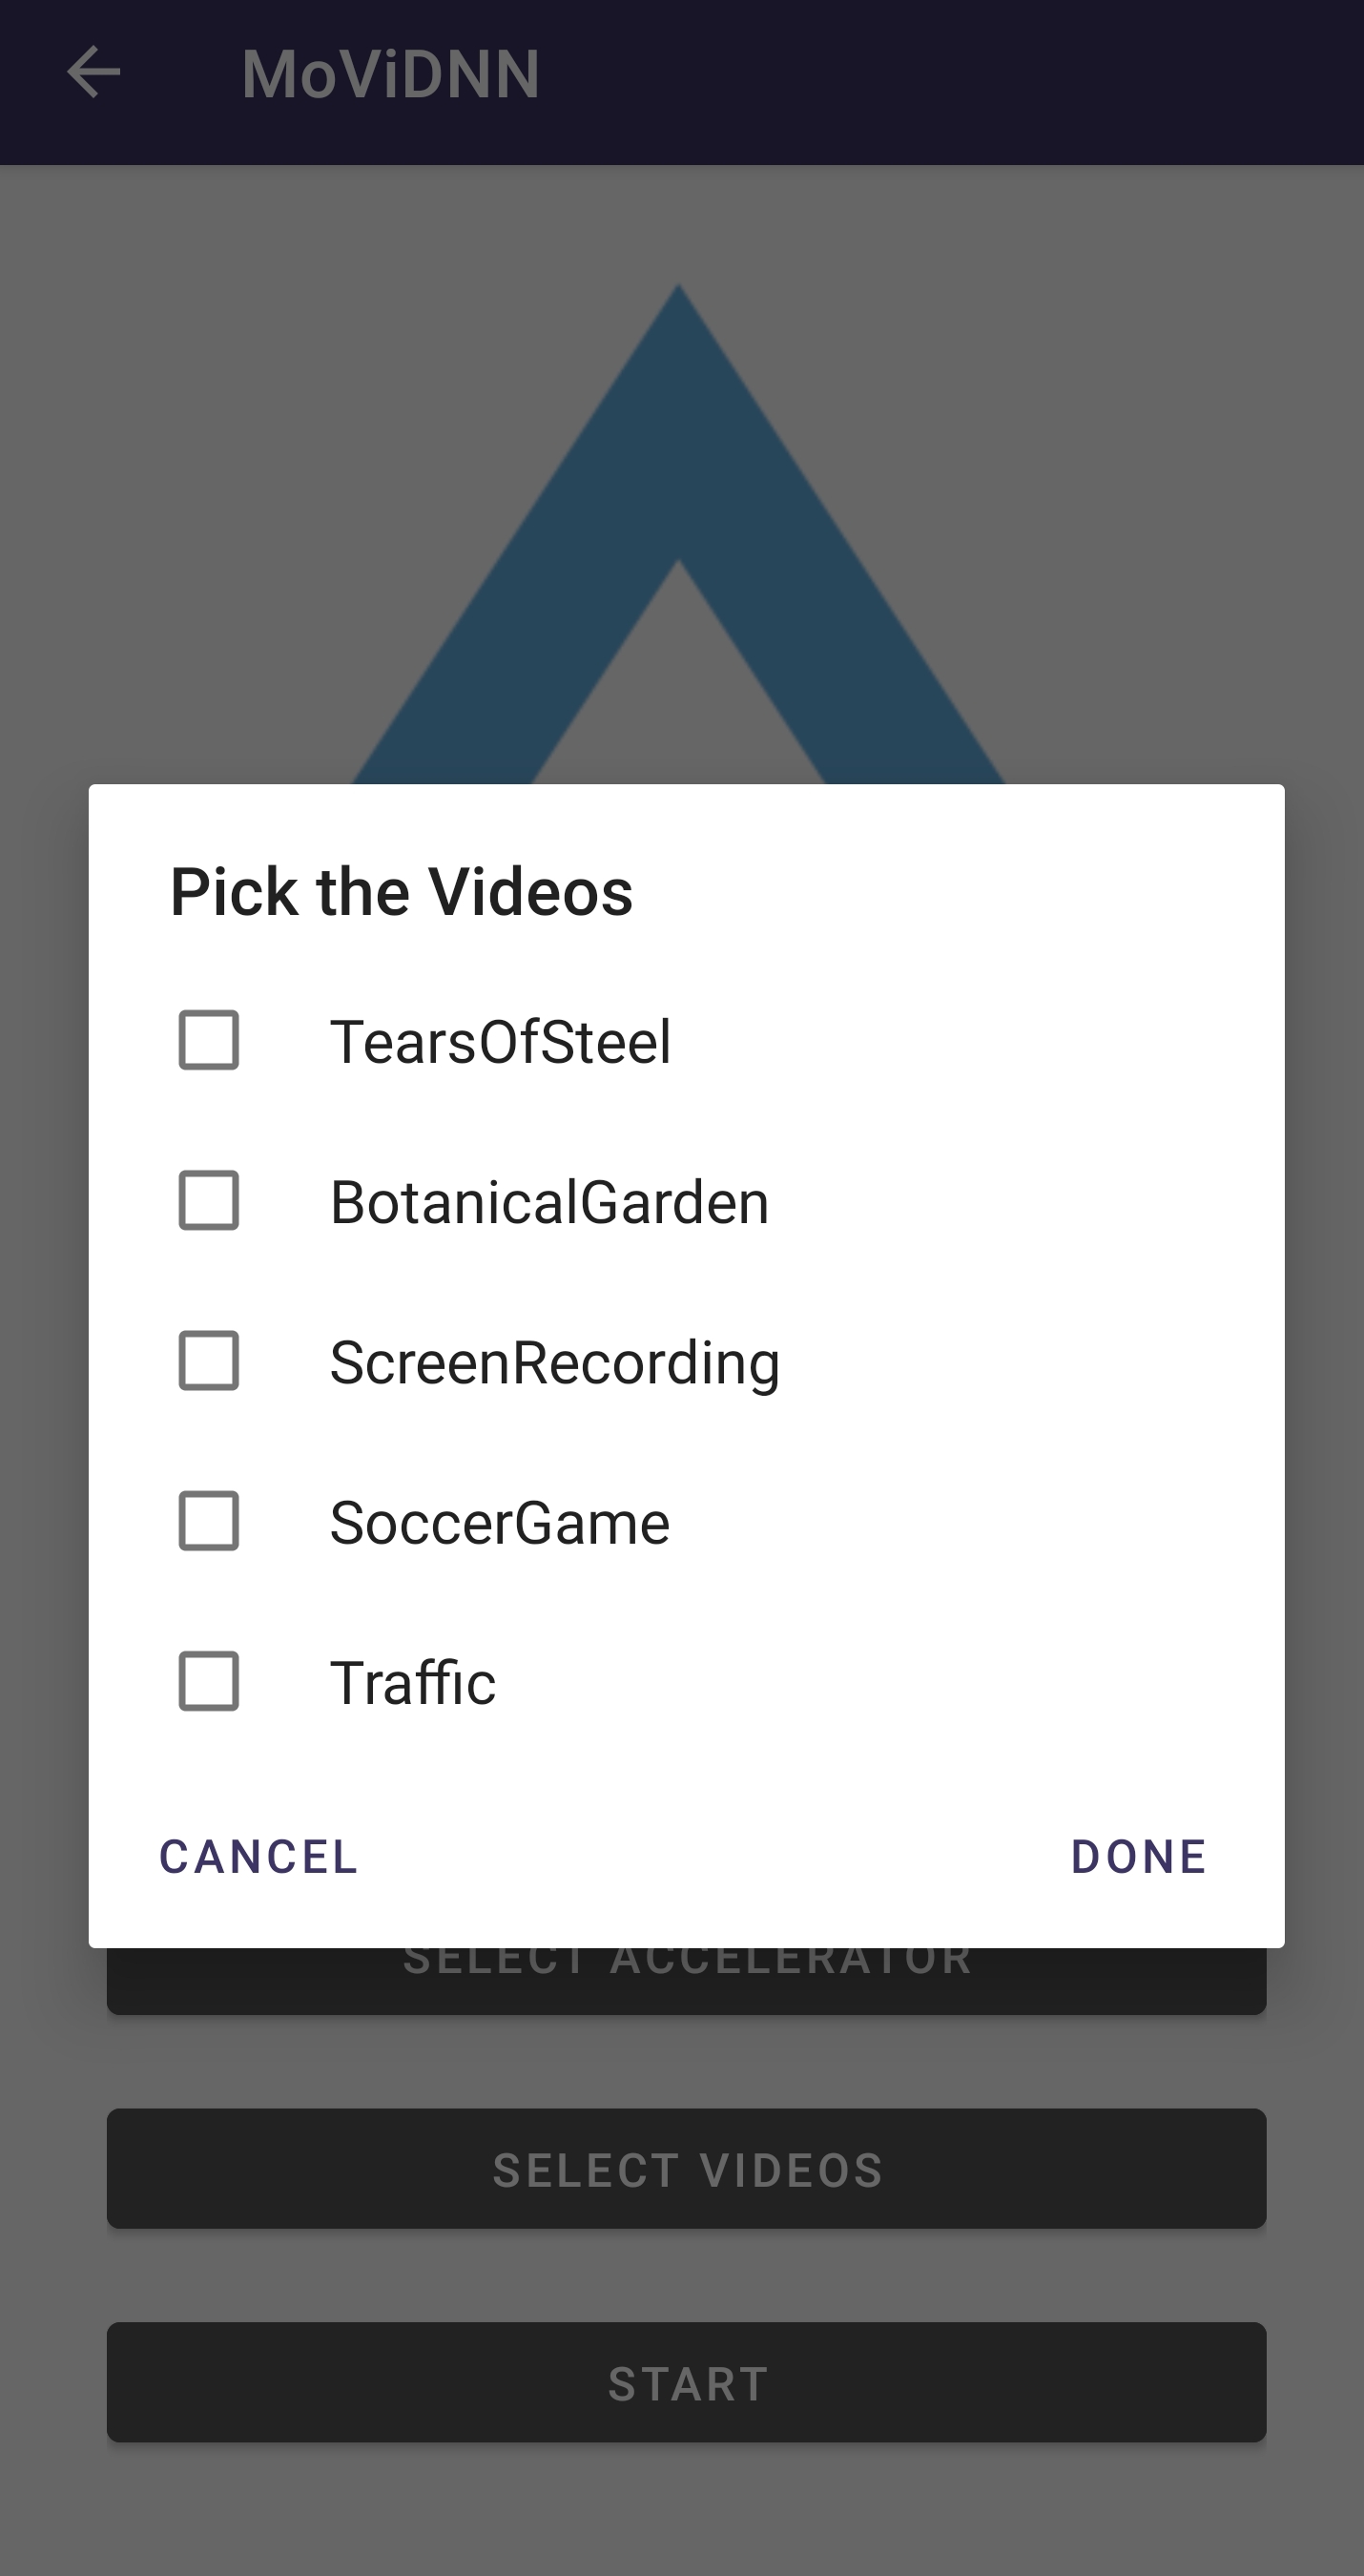 MoViDNN
Pick the Videos
TearsOfSteel
BotanicalGarden
ScreenRecording
SoccerGame
Traffic
CANCEL
DONE
SELECT ACCELERATOR
SELECT VIDEOS
START